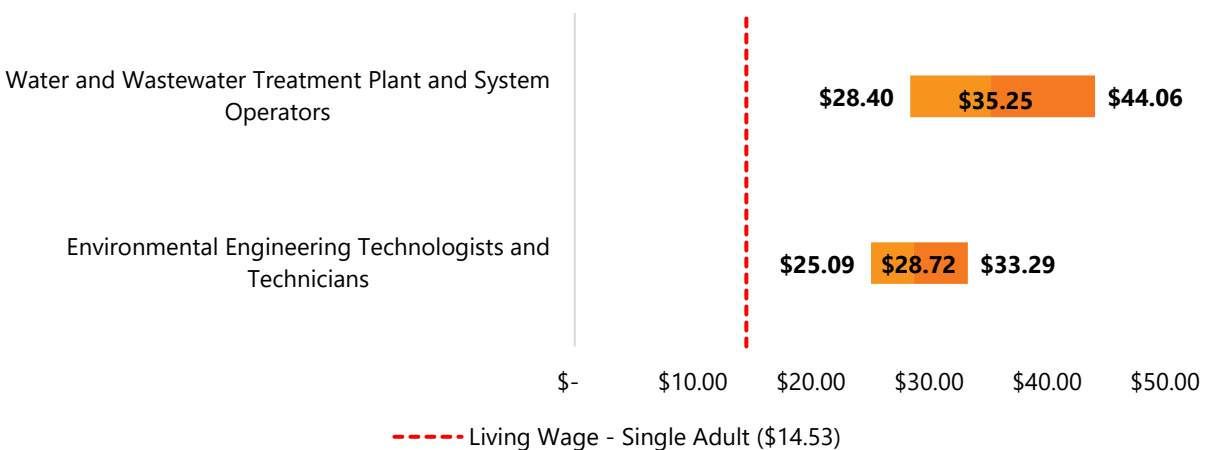 Water and Wastewater Treatment Plant and System
Operators
$28.40 $35.25 $44.06
Environmental Engineering Technologists and
Technicians
$25.09 $28.72 $33.29
$- $10.00 $20.00 $30.00 $40.00 $50.00
Living Wage - Single Adult ($14.53)